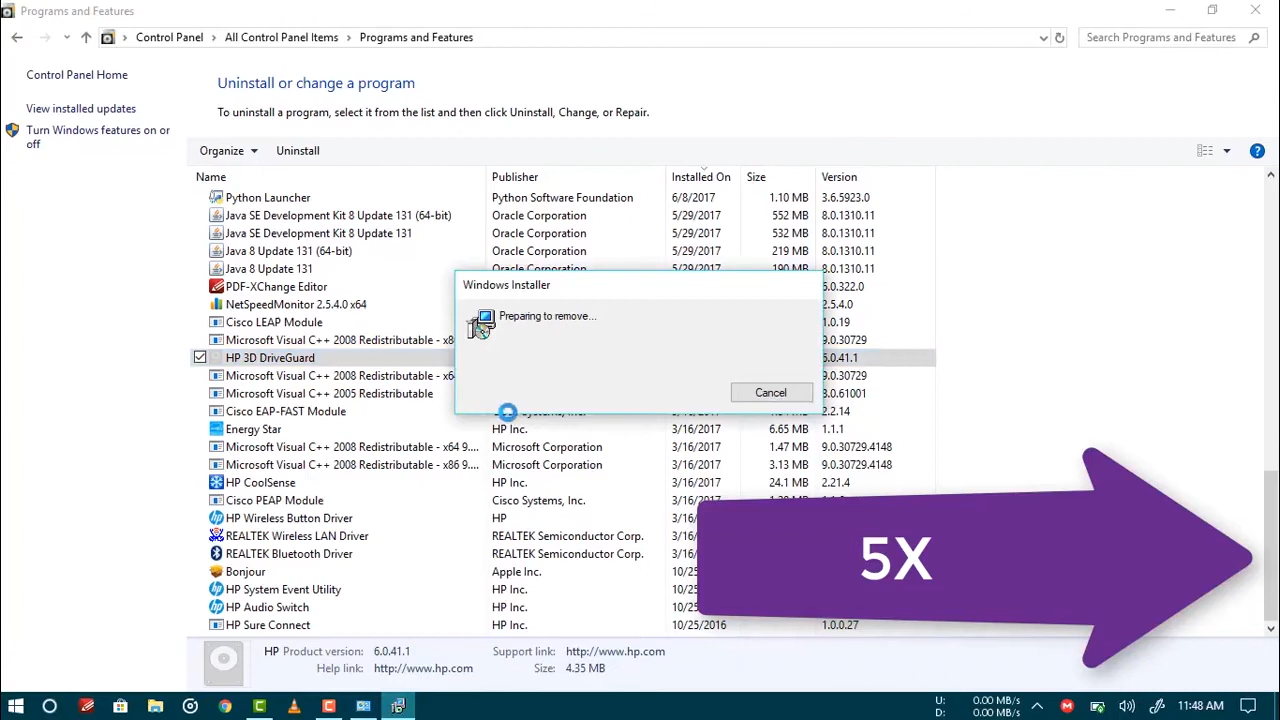 Programs and Features
Control Panel All Control Panel Items Programs and Features Search Programs and Features
Control Panel Home
View installed updates
Turn Windows features on or
off
Uninstall or change a program
To uninstall a program, select it from the list and then click Uninstall, Change, or Repair.
Organize Uninstall
Name Publisher Installed On Size Version
Python Launcher Python Software Foundation 6/8/2017 1.10 MB 3.6.5923.0
Java SE Development Kit 8 Update 131 (64-bit) Oracle Corporation 5/29/2017 552 MB 8.0.1310.11
Java SE Development Kit 8 Update 131 Oracle Corporation 5/29/2017 532 MB 8.0.1310.11
Java 8 Update 131 (64-bit) Oracle Corporation 5/29/2017 219 MB 8.0.1310.11
Java 8 Update 131 Oracle Corporation 5/29/2017 190 MB 8.0.1310.11
PDF-XChange Editor 6.0.322.0
NetSpeedMonitor 2.5.4.0 x64 2.5.4.0
Cisco LEAP Module 1.0.19
Microsoft Visual C++ 2008 Redistributable - x8 9.0.30729
HP 3D DriveGuard 6.0.41.1
Microsoft Visual C++ 2008 Redistributable - x6 9.0.30729
Microsoft Visual C++ 2005 Redistributable 8.0.61001
Cisco EAP-FAST Module 2.2.14
Energy Star HP Inc. 3/16/2017 6.65 MB 1.1.1
Microsoft Visual C++ 2008 Redistributable - x64 9.... Microsoft Corporation 3/16/2017 1.47 MB 9.0.30729.4148
Microsoft Visual C++ 2008 Redistributable - x86 9.... Microsoft Corporation 3/16/2017 3.13 MB 9.0.30729.4148
HP CoolSense HP Inc. 3/16/2017 24.1 MB 2.21.4
Cisco PEAP Module Cisco Systems, Inc. 3/16/2017
HP Wireless Button Driver HP 3/16
REALTEK Wireless LAN Driver REALTEK Semiconductor Corp. 3/16
REALTEK Bluetooth Driver REALTEK Semiconductor Corp. 3/16
Bonjour Apple Inc. 10/25
HP System Event Utility HP Inc. 10/25
HP Audio Switch HP Inc. 10/25
HP Sure Connect HP Inc. 10/25/2016 1.0.0.27
Windows Installer
Preparing to remove...
Cancel
5X
HP Product version: 6.0.41.1 Support link: http://www.hp.com
Help link: http://www.hp.com Size: 4.35 MB
U: 0.00 MB/s
D: 0.00 MB/s
11:48 AM